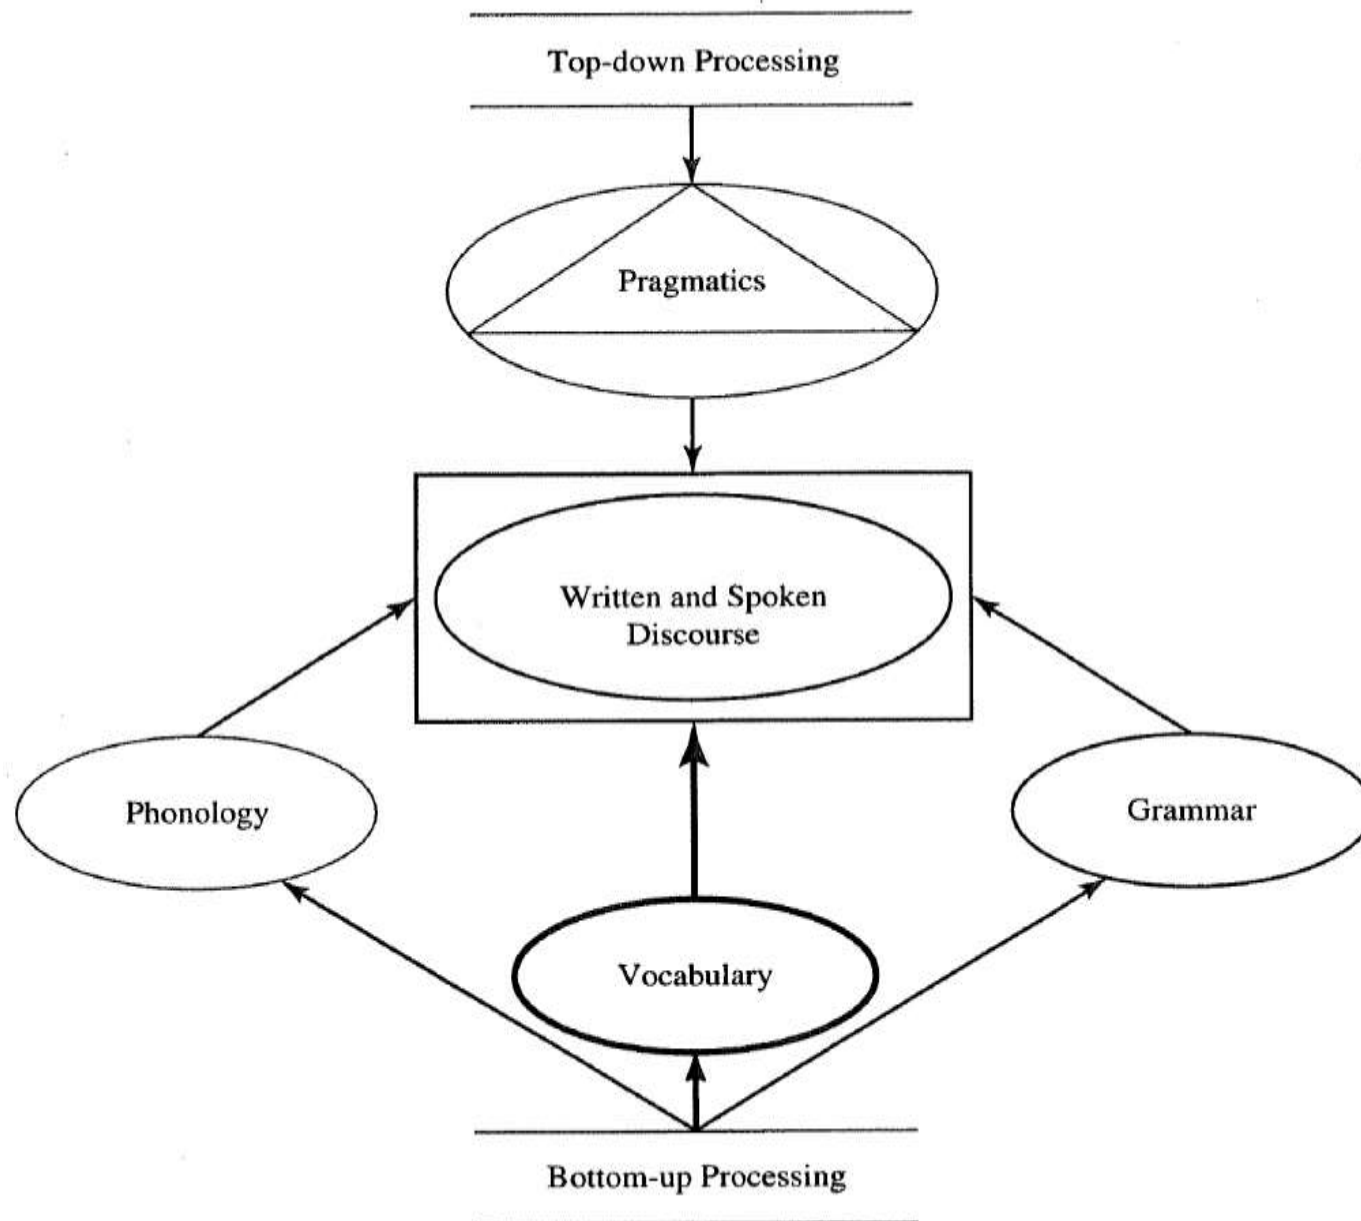 Top-down Processing
Pragmatics
Written and Spoken
Discourse
Phonology
Grammar
Vocabulary
Bottom-up Processing